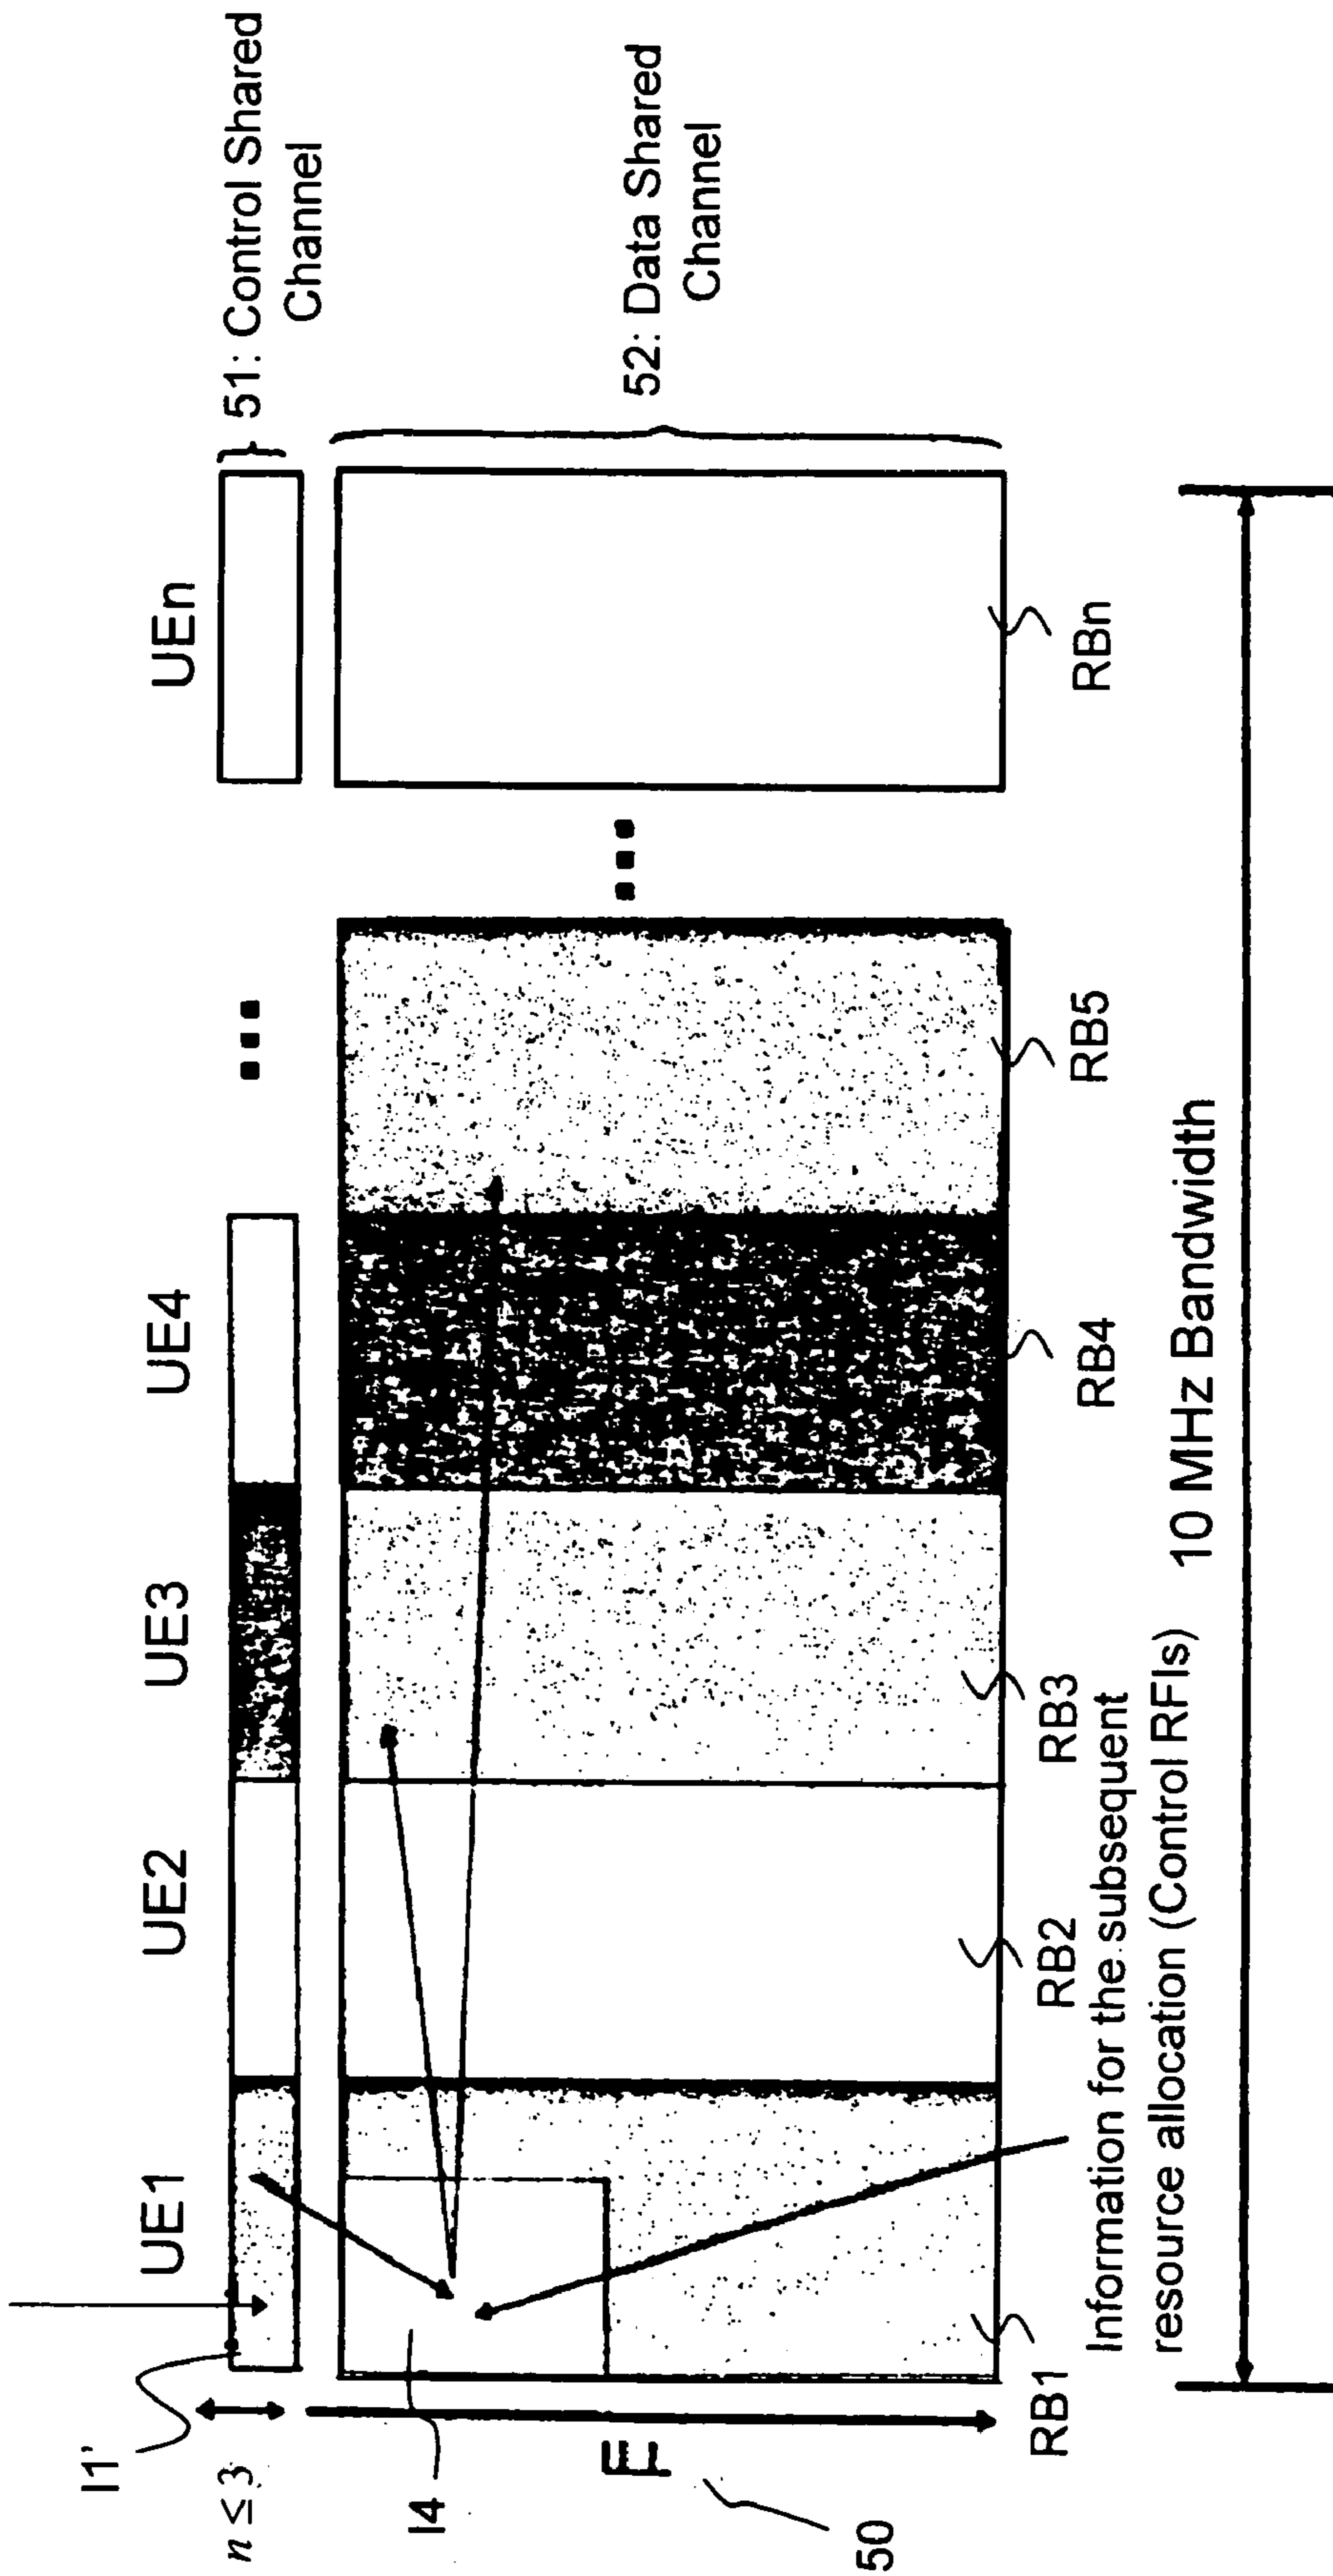 UE1
UE2
UE3
UE4
...
UEn
51: Control Shared
Channel
I1'
n ≤ 3
I4
TTI
50
...
52: Data Shared
Channel
RB1
RB2
RB3
RB4
RB5
RBn
Information for the subsequent
resource allocation (Control RFIs)
10 MHz Bandwidth